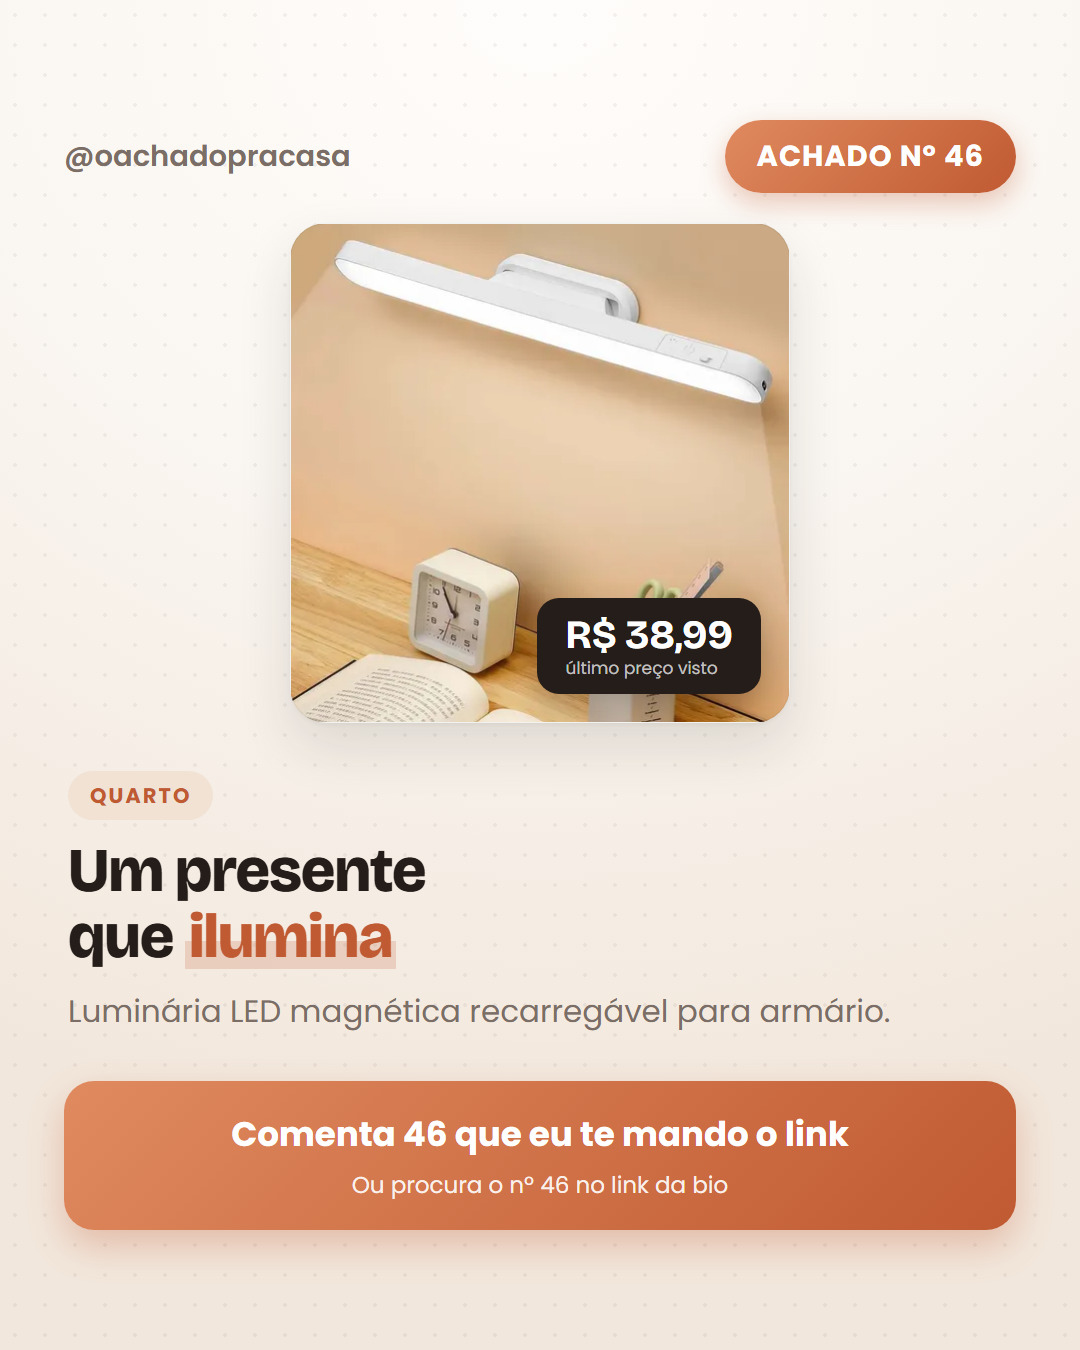 @oachadopracasa
ACHADO Nº 46
R$ 38,99
último preço visto
QUARTO
Um presente
que ilumina
Luminária LED magnética recarregável para armário.
Comenta 46 que eu te mando o link
Ou procura o nº 46 no link da bio